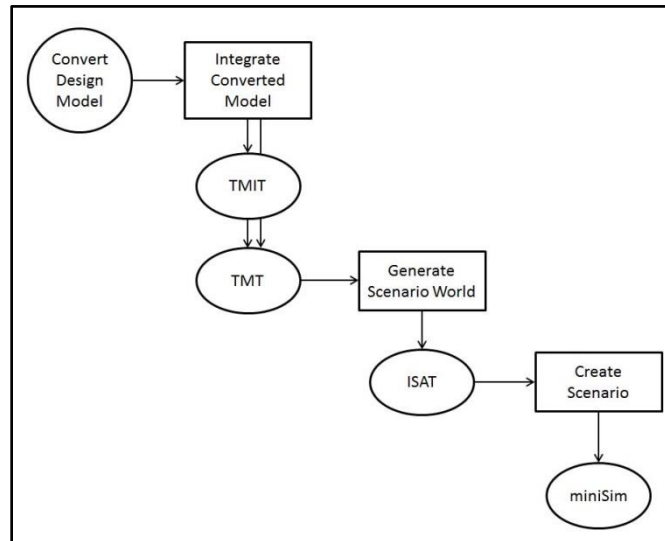 Convert
Design
Model
Integrate
Converted
Model
TMIT
TMT
Generate
Scenario World
ISAT
Create
Scenario
miniSim